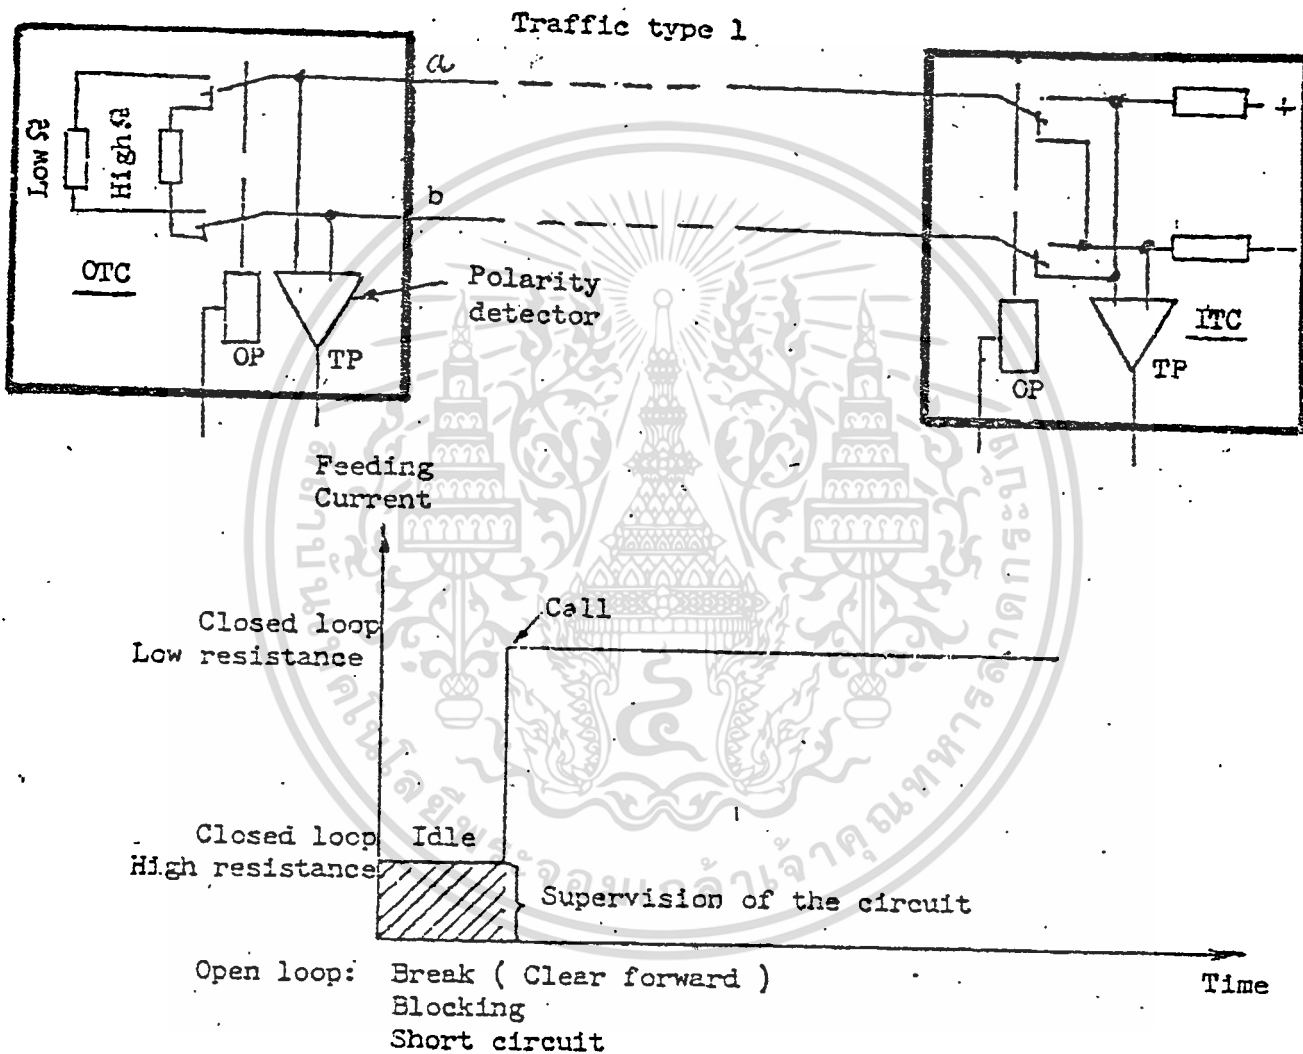 Traffic type 1
a
Low Ω
High Ω
b
+
-
OTC
Polarity
detector
OP
TP
ITC
OP
TP
Feeding
Current
Call
Closed loop
Low resistance
Closed loop
High resistance
Idle
Supervision of the circuit
Open loop: Break ( Clear forward )
Blocking
Short circuit
Time